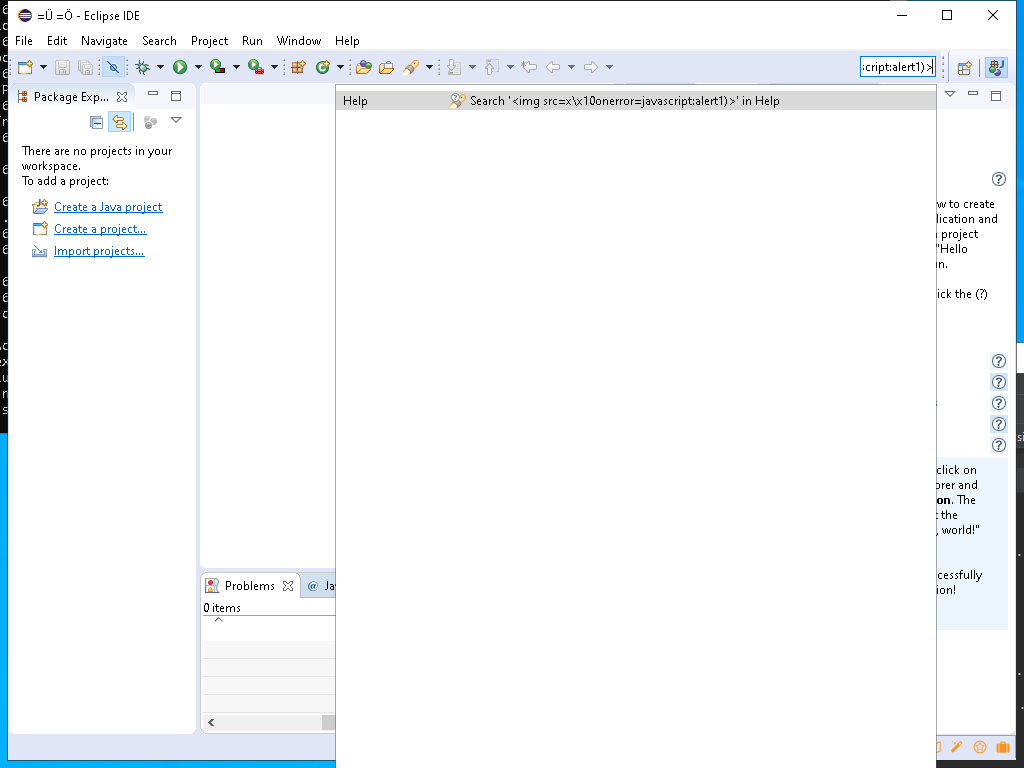 =Ü =Ö - Eclipse IDE
File Edit Navigate Search Project Run Window Help
:cript:alert1)>
Package Exp...
Help Search '<img src=x\x10onerror=javascript:alert1)>' in Help
There are no projects in your
workspace.
To add a project:
Create a Java project
Create a project...
Import projects...
w to create
lication and
project
"Hello
n.
ick the (?)
click on
orer and
on. The
t the
, world!"
cessfully
ion!
Problems @ Ja
0 items